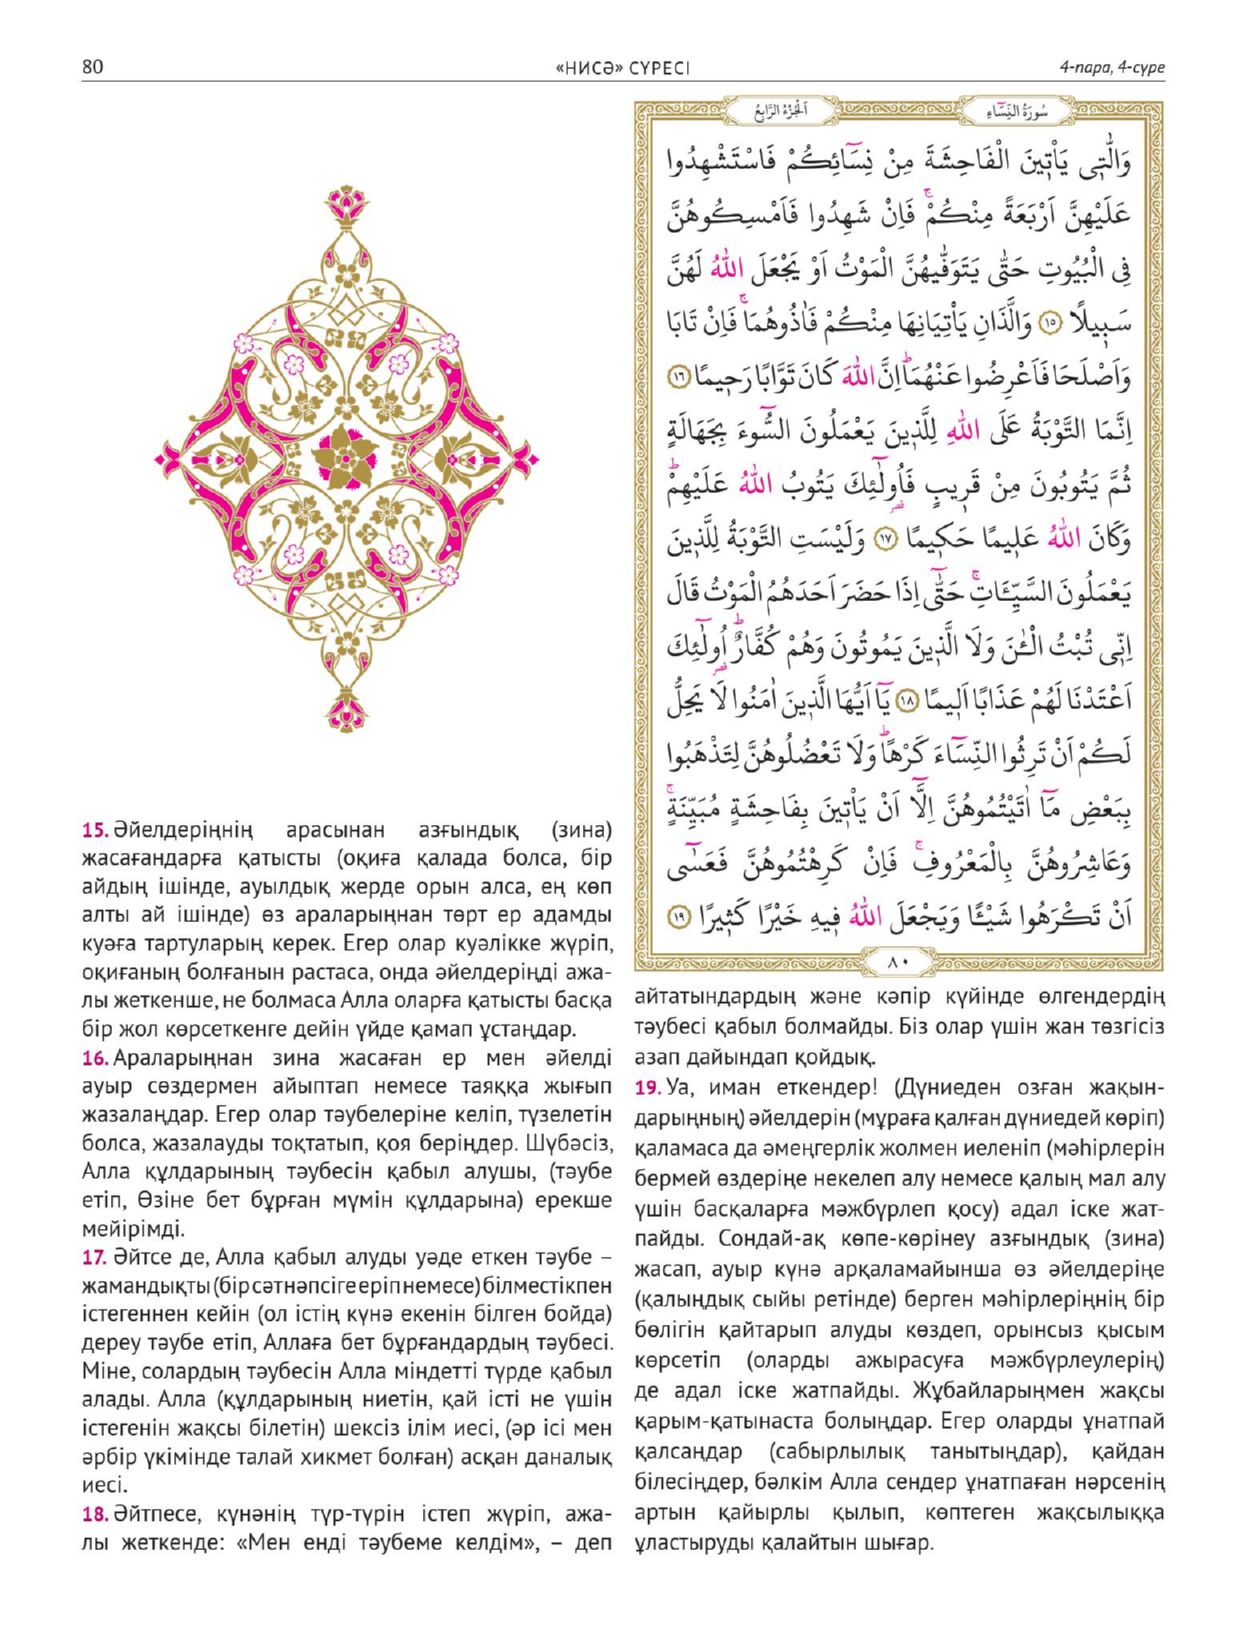 80
«НИСӘ» СҮРЕСІ
4-пара, 4-сүре
اَلْجُزْءُ الرَّابِعُ
سُورَةُ النِّسَٓاءِ
وَالّٰت۪ي يَأْت۪ينَ الْفَاحِشَةَ مِنْ نِسَٓائِكُمْ فَاسْتَشْهِدُوا
عَلَيْهِنَّ اَرْبَعَةً مِنْكُمْۚ فَاِنْ شَهِدُوا فَاَمْسِكُوهُنَّ
فِي الْبُيُوتِ حَتّٰى يَتَوَفّٰيهُنَّ الْمَوْتُ اَوْ يَجْعَلَ اللّٰهُ لَهُنَّ
سَب۪يلًا ﴿١٥﴾ وَالَّذَانِ يَأْتِيَانِهَا مِنْكُمْ فَاٰذُوهُمَاۚ فَاِنْ تَابَا
وَاَصْلَحَا فَاَعْرِضُوا عَنْهُمَاۜ اِنَّ اللّٰهَ كَانَ تَوَّابًا رَح۪يمًا ﴿١٦﴾
اِنَّمَا التَّوْبَةُ عَلَى اللّٰهِ لِلَّذ۪ينَ يَعْمَلُونَ السُّٓوءَ بِجَهَالَةٍ
ثُمَّ يَتُوبُونَ مِنْ قَر۪يبٍ فَاُو۬لٰٓئِكَ يَتُوبُ اللّٰهُ عَلَيْهِمْۜ
وَكَانَ اللّٰهُ عَل۪يمًا حَك۪يمًا ﴿١٧﴾ وَلَيْسَتِ التَّوْبَةُ لِلَّذ۪ينَ
يَعْمَلُونَ السَّيِّـَٔاتِۚ حَتّٰٓى اِذَا حَضَرَ اَحَدَهُمُ الْمَوْتُ قَالَ
اِنّ۪ي تُبْتُ الْـٰٔنَ وَلَا الَّذ۪ينَ يَمُوتُونَ وَهُمْ كُفَّارٌۜ اُو۬لٰٓئِكَ
اَعْتَدْنَا لَهُمْ عَذَابًا اَل۪يمًا ﴿١٨﴾ يَٓا اَيُّهَا الَّذ۪ينَ اٰمَنُوا لَا يَحِلُّ
لَكُمْ اَنْ تَرِثُوا النِّسَٓاءَ كَرْهًاۜ وَلَا تَعْضُلُوهُنَّ لِتَذْهَبُوا
بِبَعْضِ مَٓا اٰتَيْتُمُوهُنَّ اِلَّٓا اَنْ يَأْت۪ينَ بِفَاحِشَةٍ مُبَيِّنَةٍۚ
وَعَاشِرُوهُنَّ بِالْمَعْرُوفِۚ فَاِنْ كَرِهْتُمُوهُنَّ فَعَسٰٓى
اَنْ تَكْرَهُوا شَيْـًٔا وَيَجْعَلَ اللّٰهُ ف۪يهِ خَيْرًا كَث۪يرًا ﴿١٩﴾
٨٠
15. Әйелдеріңнің арасынан азғындық (зина)
жасағандарға қатысты (оқиға қалада болса, бір
айдың ішінде, ауылдық жерде орын алса, ең көп
алты ай ішінде) өз араларыңнан төрт ер адамды
куәға тартуларың керек. Егер олар куәлікке жүріп,
оқиғаның болғанын растаса, онда әйелдеріңді ажа-
лы жеткенше, не болмаса Алла оларға қатысты басқа
бір жол көрсеткенге дейін үйде қамап ұстаңдар.
16. Араларыңнан зина жасаған ер мен әйелді
ауыр сөздермен айыптап немесе таяққа жығып
жазалаңдар. Егер олар тәубелеріне келіп, түзелетін
болса, жазалауды тоқтатып, қоя беріңдер. Шүбәсіз,
Алла құлдарының тәубесін қабыл алушы, (тәубе
етіп, Өзіне бет бұрған мүмін құлдарына) ерекше
мейірімді.
17. Әйтсе де, Алла қабыл алуды уәде еткен тәубе –
жамандықты (бір сәт нәпсіге еріп немесе) білместікпен
істегеннен кейін (ол істің күнә екенін білген бойда)
дереу тәубе етіп, Аллаға бет бұрғандардың тәубесі.
Міне, солардың тәубесін Алла міндетті түрде қабыл
алады. Алла (құлдарының ниетін, қай істі не үшін
істегенін жақсы білетін) шексіз ілім иесі, (әр ісі мен
әрбір үкімінде талай хикмет болған) асқан даналық
иесі.
18. Әйтпесе, күнәнің түр-түрін істеп жүріп, ажа-
лы жеткенде: «Мен енді тәубеме келдім», – деп
айтатындардың және кәпір күйінде өлгендердің
тәубесі қабыл болмайды. Біз олар үшін жан төзгісіз
азап дайындап қойдық.
19. Уа, иман еткендер! (Дүниеден озған жақын-
дарыңның) әйелдерін (мұраға қалған дүниедей көріп)
қаламаса да әмеңгерлік жолмен иеленіп (мәһірлерін
бермей өздеріңе некелеп алу немесе қалың мал алу
үшін басқаларға мәжбүрлеп қосу) адал іске жат-
пайды. Сондай-ақ көпе-көрінеу азғындық (зина)
жасап, ауыр күнә арқаламайынша өз әйелдеріңе
(қалыңдық сыйы ретінде) берген мәһірлеріңнің бір
бөлігін қайтарып алуды көздеп, орынсыз қысым
көрсетіп (оларды ажырасуға мәжбүрлеулерің)
де адал іске жатпайды. Жұбайларыңмен жақсы
қарым-қатынаста болыңдар. Егер оларды ұнатпай
қалсаңдар (сабырлылық танытыңдар), қайдан
білесіңдер, бәлкім Алла сендер ұнатпаған нәрсенің
артын қайырлы қылып, көптеген жақсылыққа
ұластыруды қалайтын шығар.